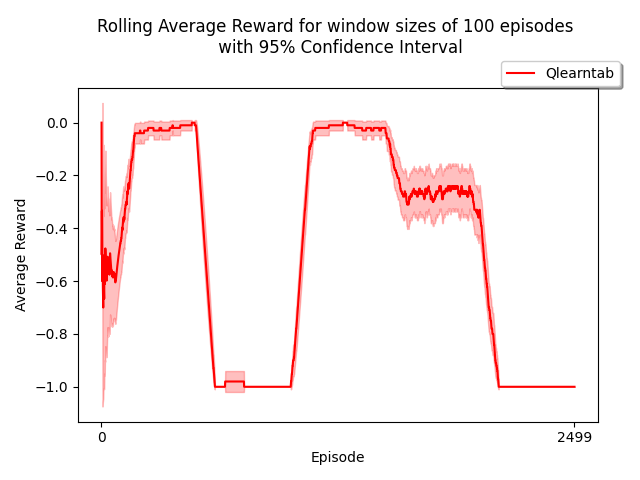 Rolling Average Reward for window sizes of 100 episodes
with 95% Confidence Interval
Qlearntab
0.0
−0.2
−0.4
−0.6
−0.8
−1.0
Average Reward
0
2499
Episode